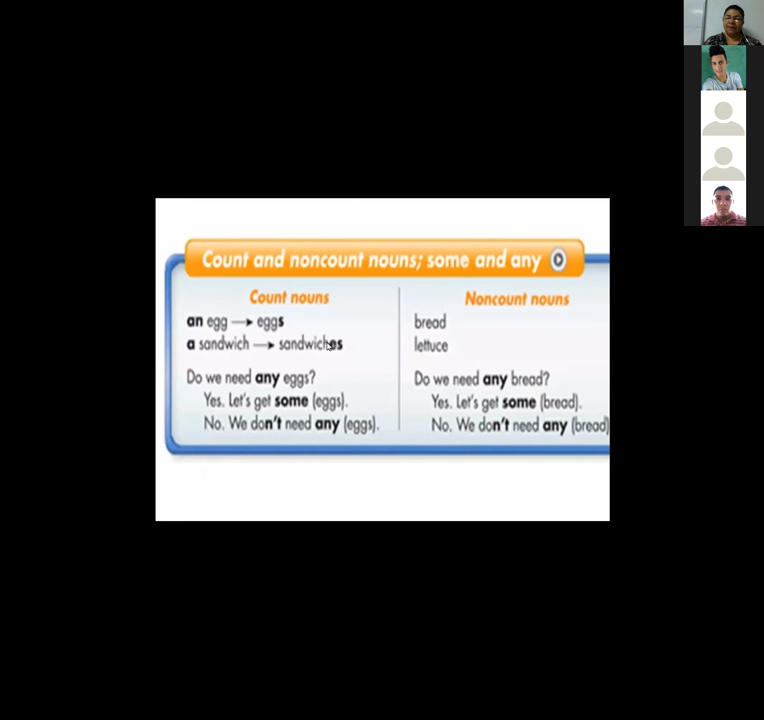 Count and noncount nouns; some and any
Count nouns
an egg → eggs
a sandwich → sandwiches
Do we need any eggs?
Yes. Let's get some (eggs).
No. We don't need any (eggs).
Noncount nouns
bread
lettuce
Do we need any bread?
Yes. Let's get some (bread).
No. We don't need any (bread)